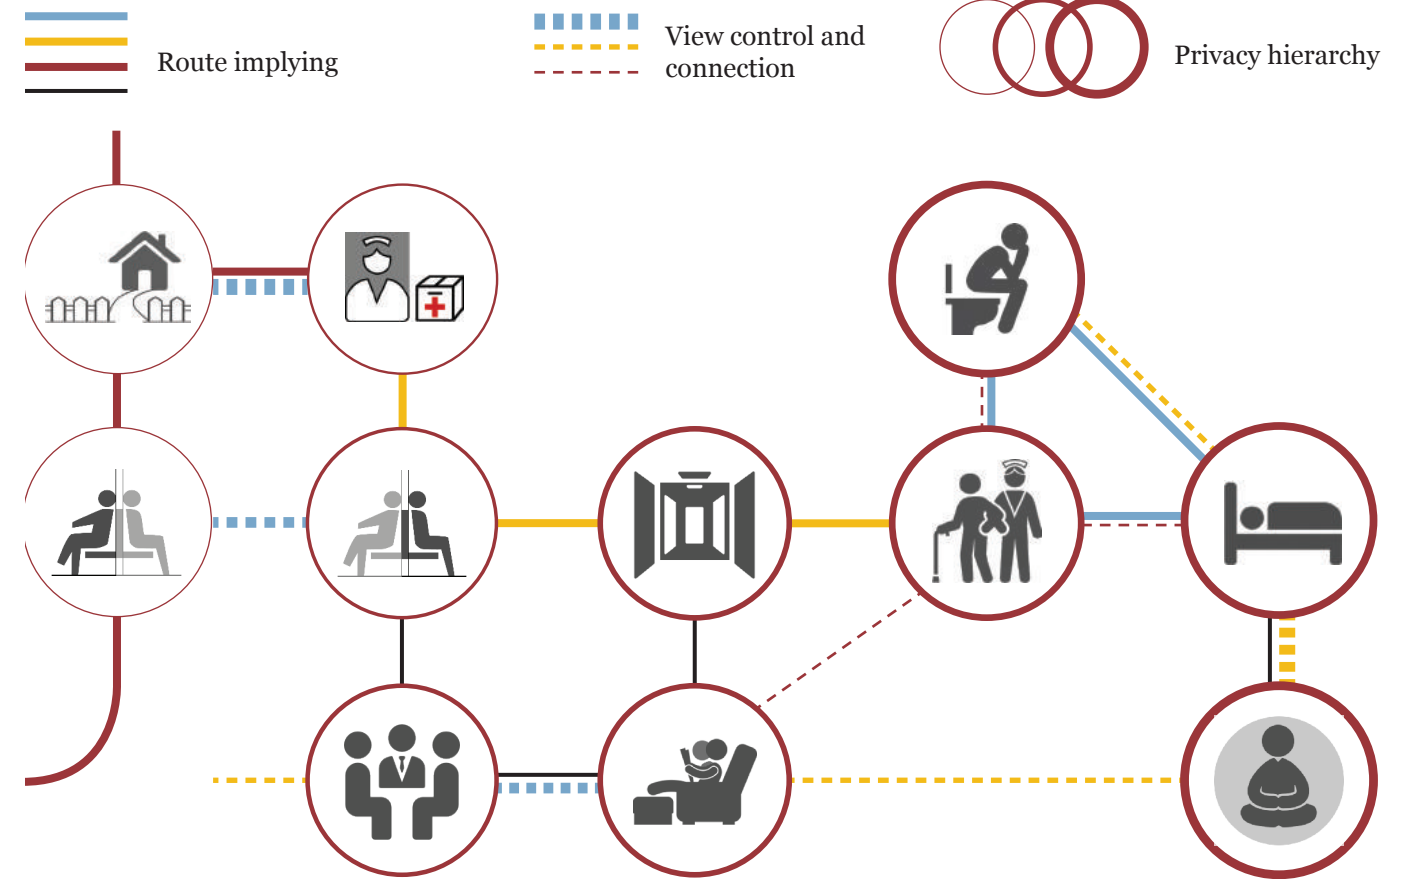 Route implying
View control and
connection
Privacy hierarchy